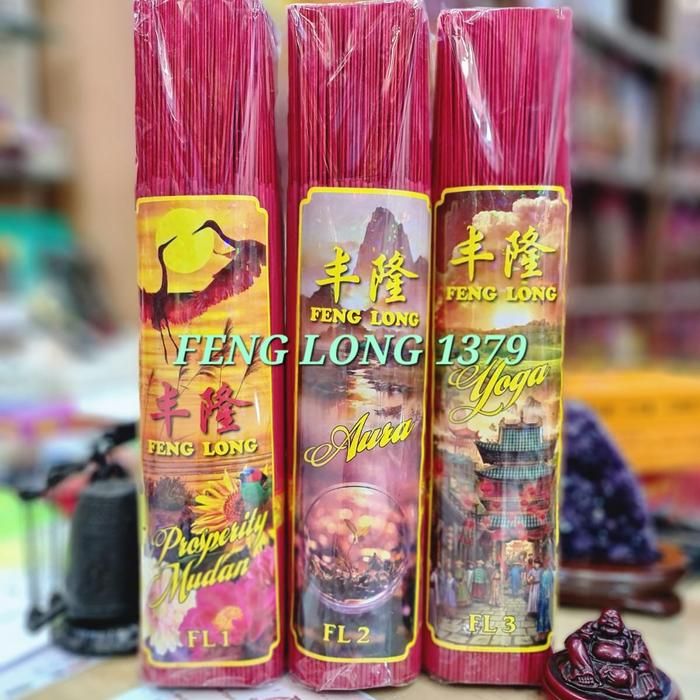 丰隆
FENG LONG
Prosperity
Mudan
FL 1
丰隆
FENG LONG
Aura
FL 2
丰隆
FENG LONG
Yoga
FL 3
FENG LONG 1379